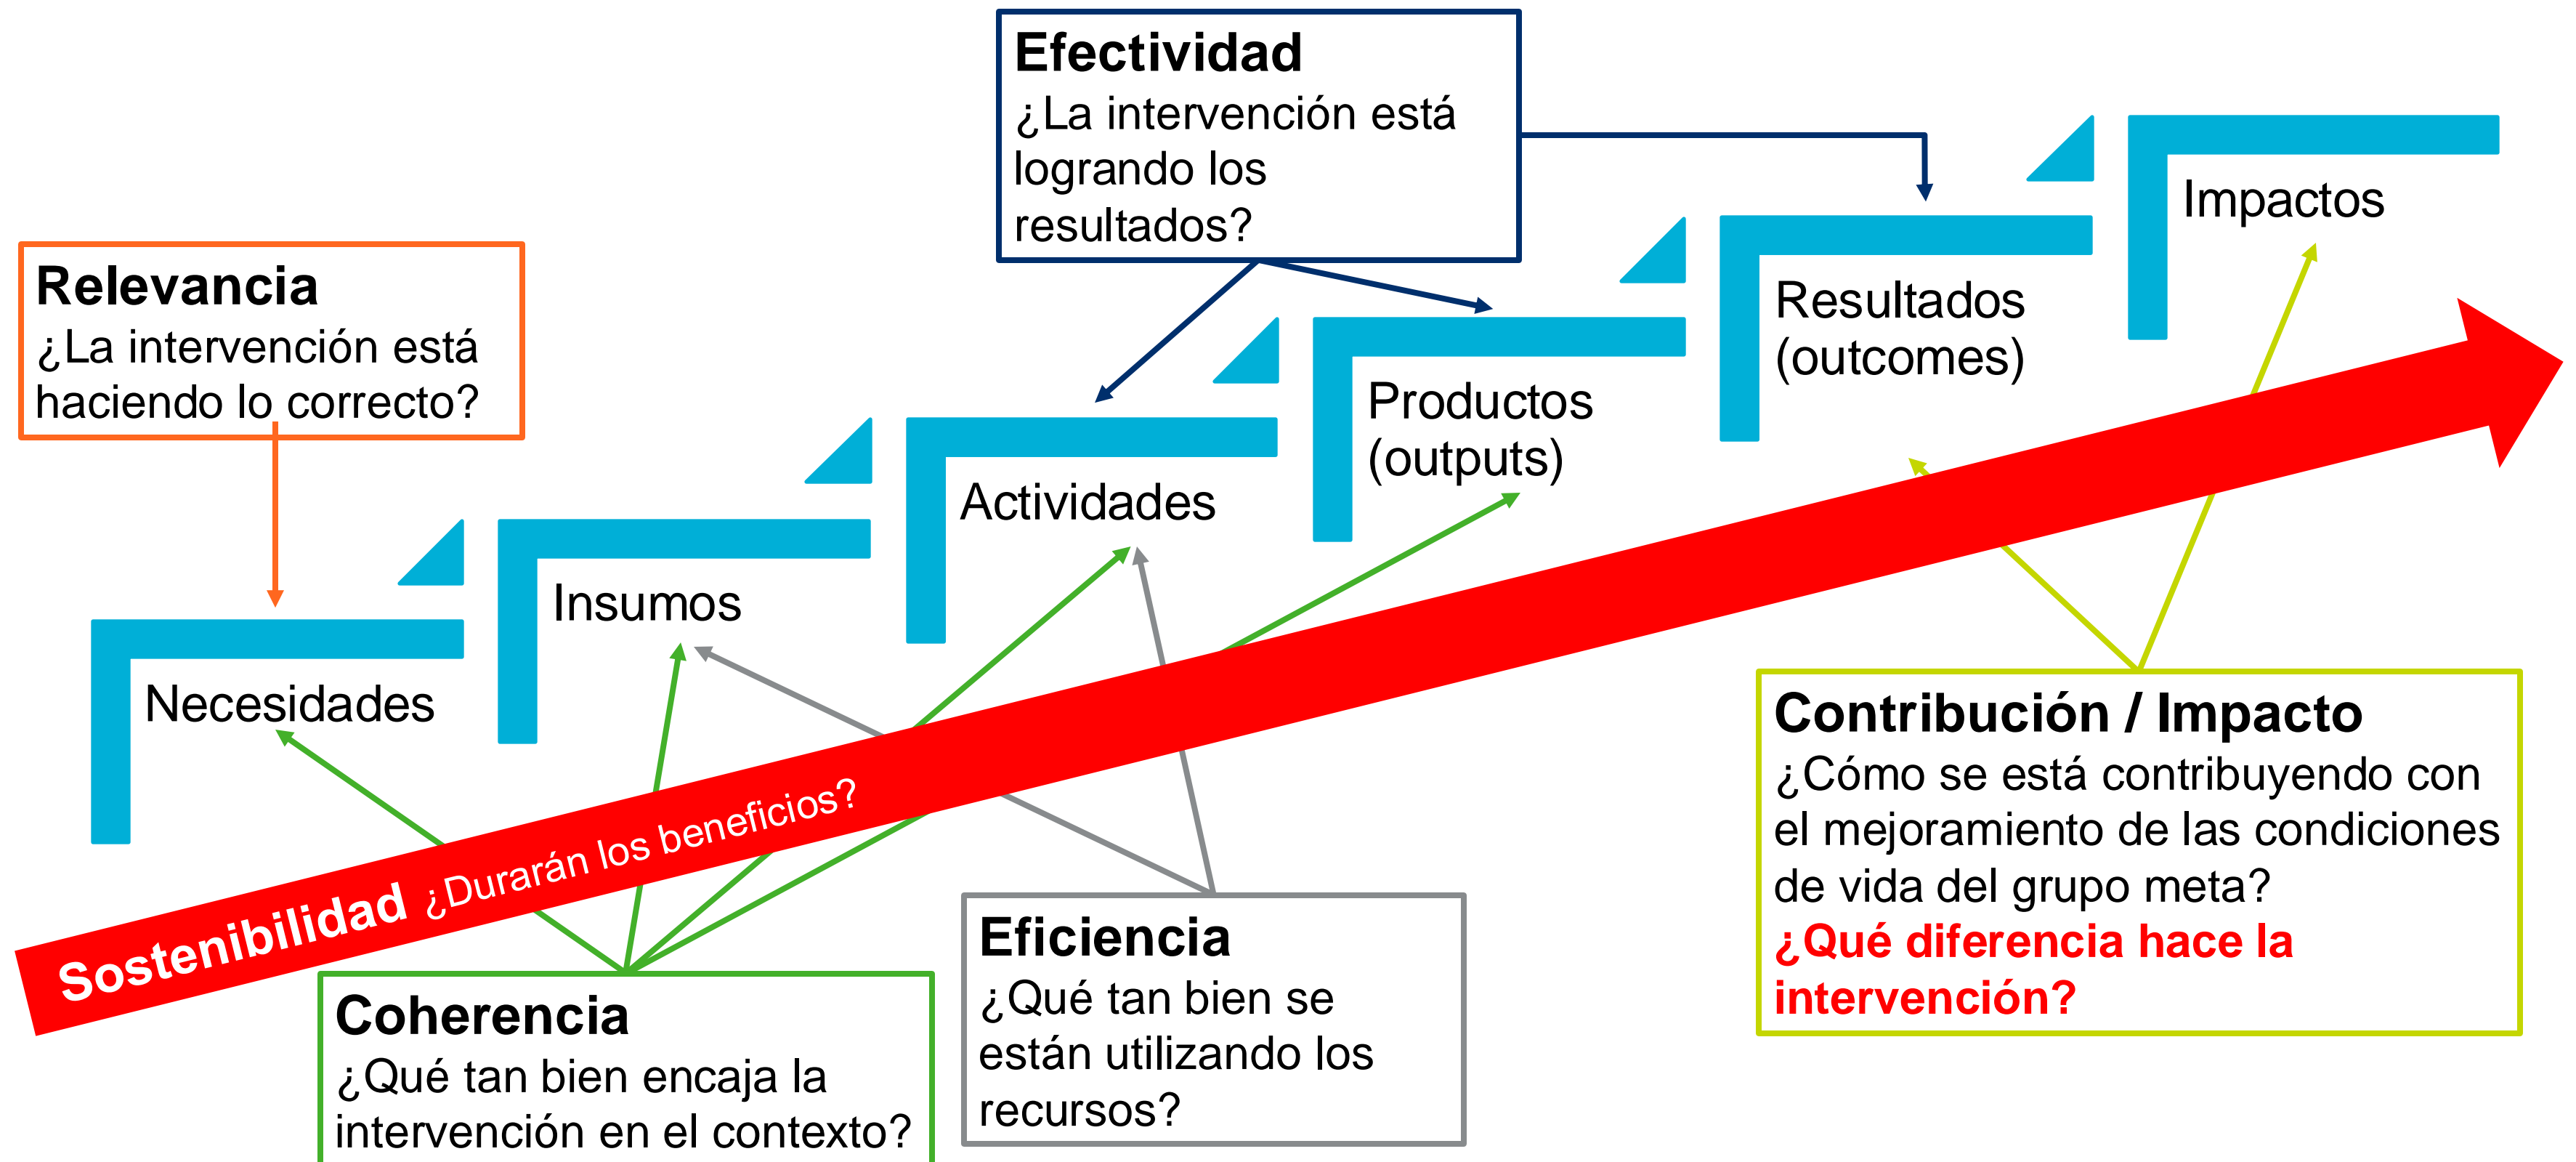 Efectividad
¿La intervención está
logrando los
resultados?
Impactos
Relevancia
¿La intervención está
haciendo lo correcto?
Resultados
(outcomes)
Productos
(outputs)
Actividades
Insumos
Necesidades
Sostenibilidad ¿Durarán los beneficios?
Contribución / Impacto
¿Cómo se está contribuyendo con
el mejoramiento de las condiciones
de vida del grupo meta?
¿Qué diferencia hace la
intervención?
Eficiencia
¿Qué tan bien se
están utilizando los
recursos?
Coherencia
¿Qué tan bien encaja la
intervención en el contexto?